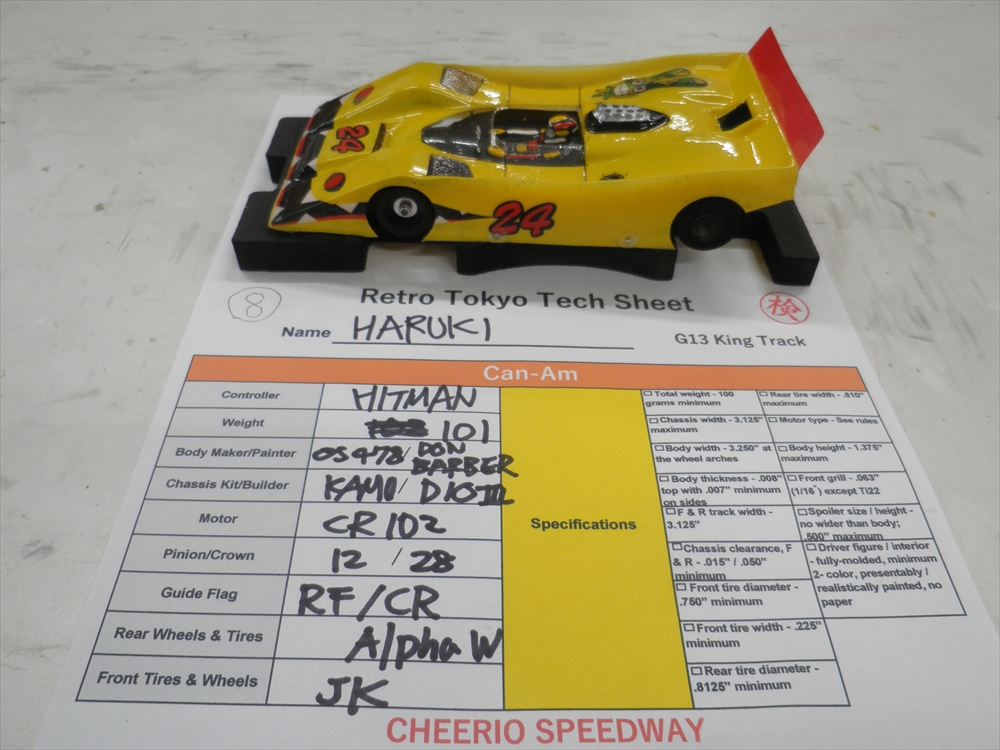 24
24
8
Retro Tokyo Tech Sheet
検
Name HARUKI
G13 King Track
Can-Am
Controller HITMAN
Weight 101
Body Maker/Painter OS478/DON BARBER
Chassis Kit/Builder KAMO/DIOIII
Motor CR102
Pinion/Crown 12 / 28
Guide Flag RF/CR
Rear Wheels & Tires Alpha W
Front Tires & Wheels JK
Specifications
☐ Total weight - 100
grams minimum
☐ Rear tire width - .810"
maximum
☐ Chassis width - 3.125"
maximum
☐ Motor type - See rules
☐ Body width - 3.250" at
the wheel arches
☐ Body height - 1.375"
maximum
☐ Body thickness - .008"
top with .007" minimum
on sides
☐ Front grill - .063"
(1/16") except Ti22
☐ F & R track width -
3.125"
☐ Spoiler size / height -
no wider than body;
.500" maximum
☐ Chassis clearance, F
& R - .015" / .050"
minimum
☐ Driver figure / interior
- fully-molded, minimum
2- color, presentably /
realistically painted, no
paper
☐ Front tire diameter -
.750" minimum
☐ Front tire width - .225"
minimum
☐ Rear tire diameter -
.8125" minimum
CHEERIO SPEEDWAY